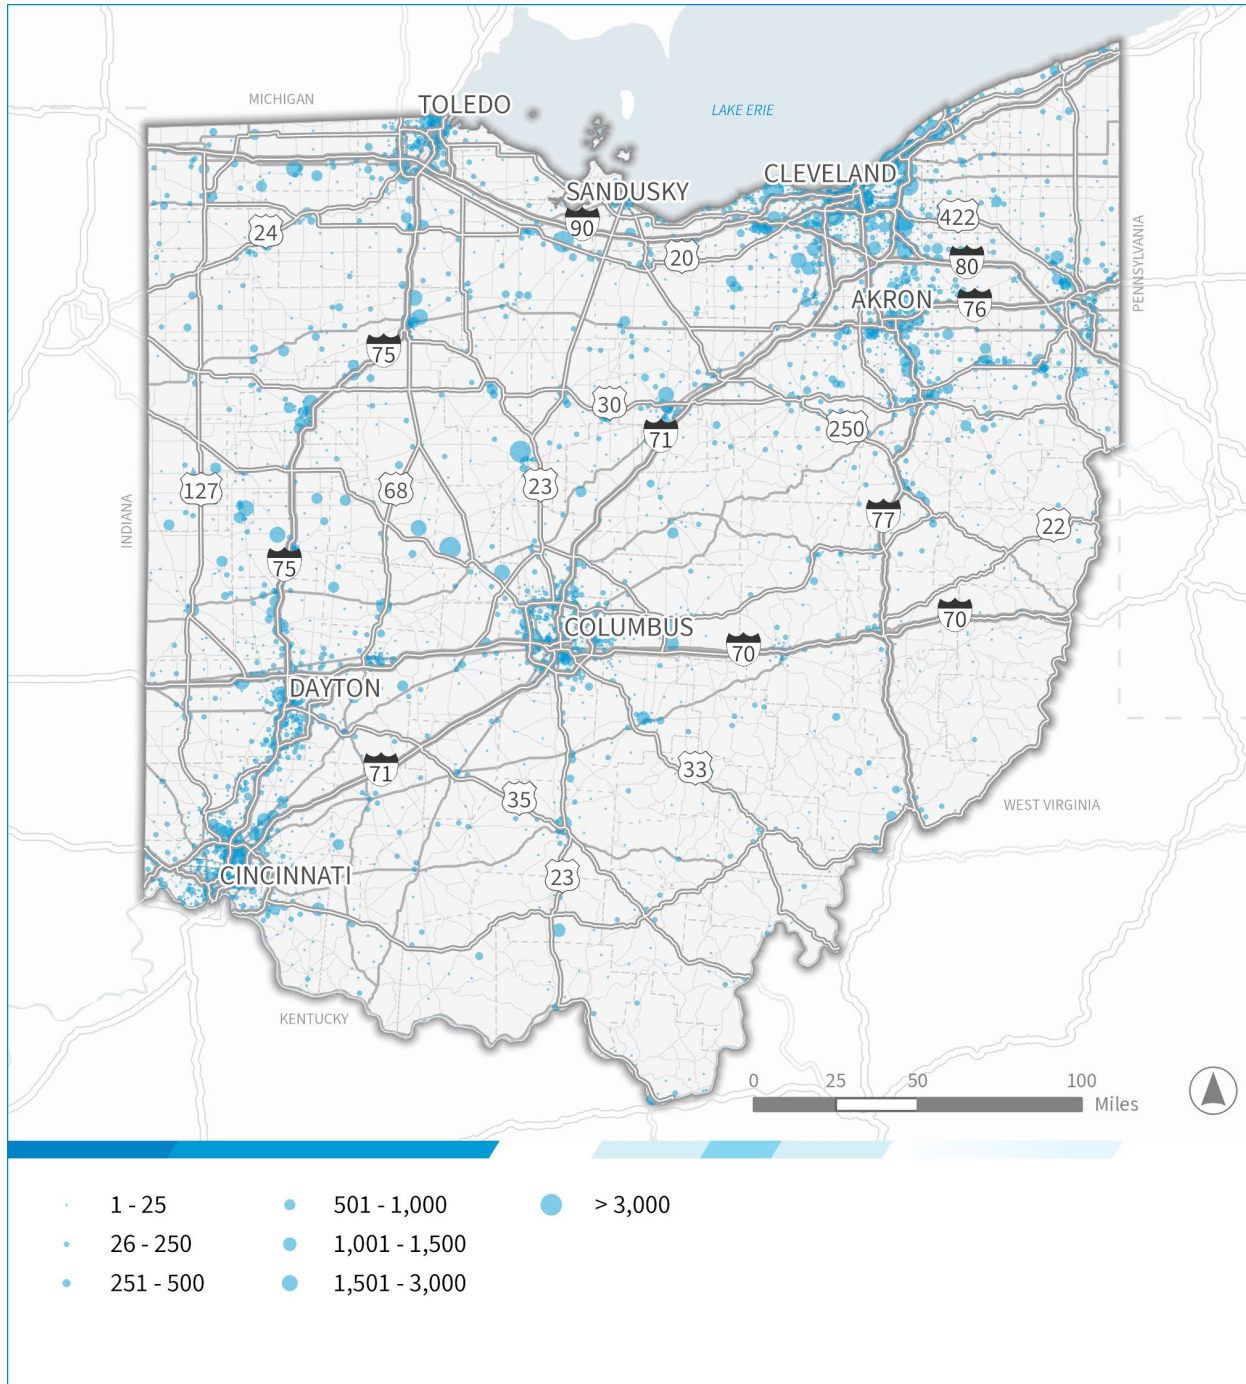 MICHIGAN
TOLEDO
LAKE ERIE
CLEVELAND
SANDUSKY
422
24
90
20
80
PENNSYLVANIA
AKRON
76
75
30
250
71
127
68
23
77
22
INDIANA
75
70
COLUMBUS
70
DAYTON
71
33
35
WEST VIRGINIA
CINCINNATI
23
KENTUCKY
0 25 50 100
Miles
1 - 25
26 - 250
251 - 500
501 - 1,000
1,001 - 1,500
1,501 - 3,000
> 3,000